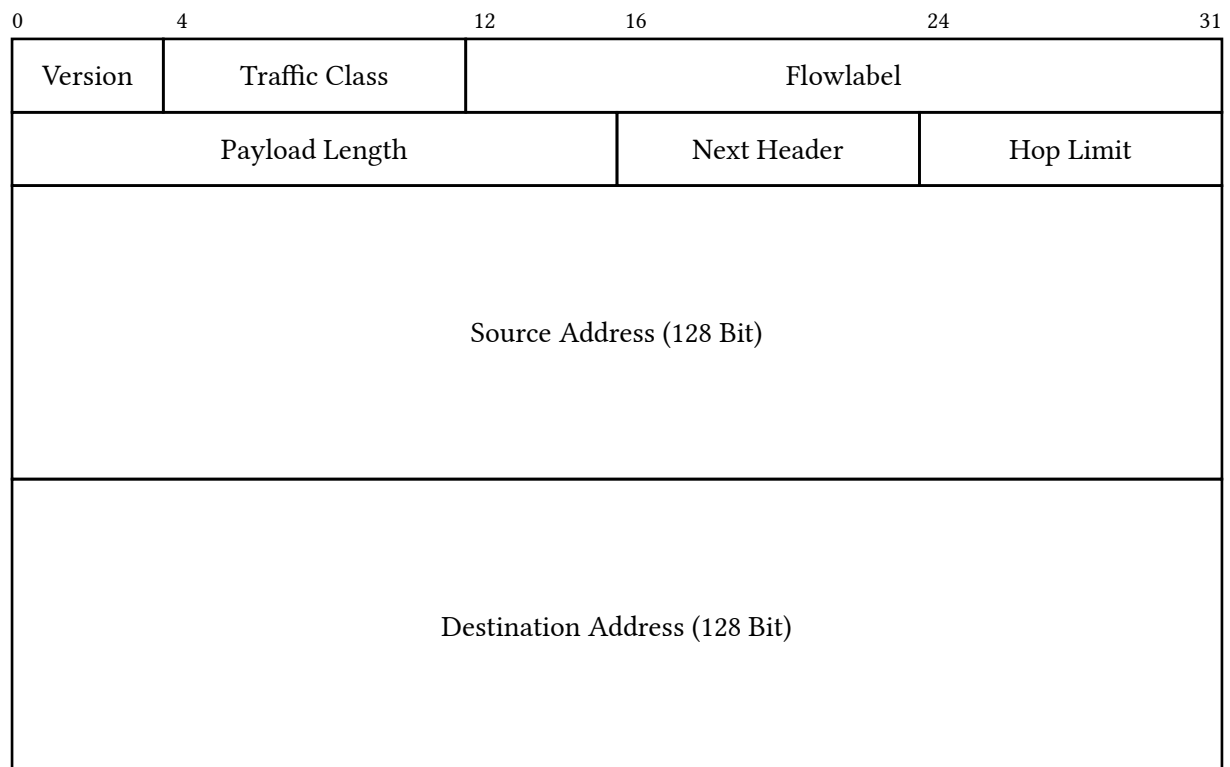 0 4 12 16 24 31
Version Traffic Class Flowlabel
Payload Length Next Header Hop Limit
Source Address (128 Bit)
Destination Address (128 Bit)